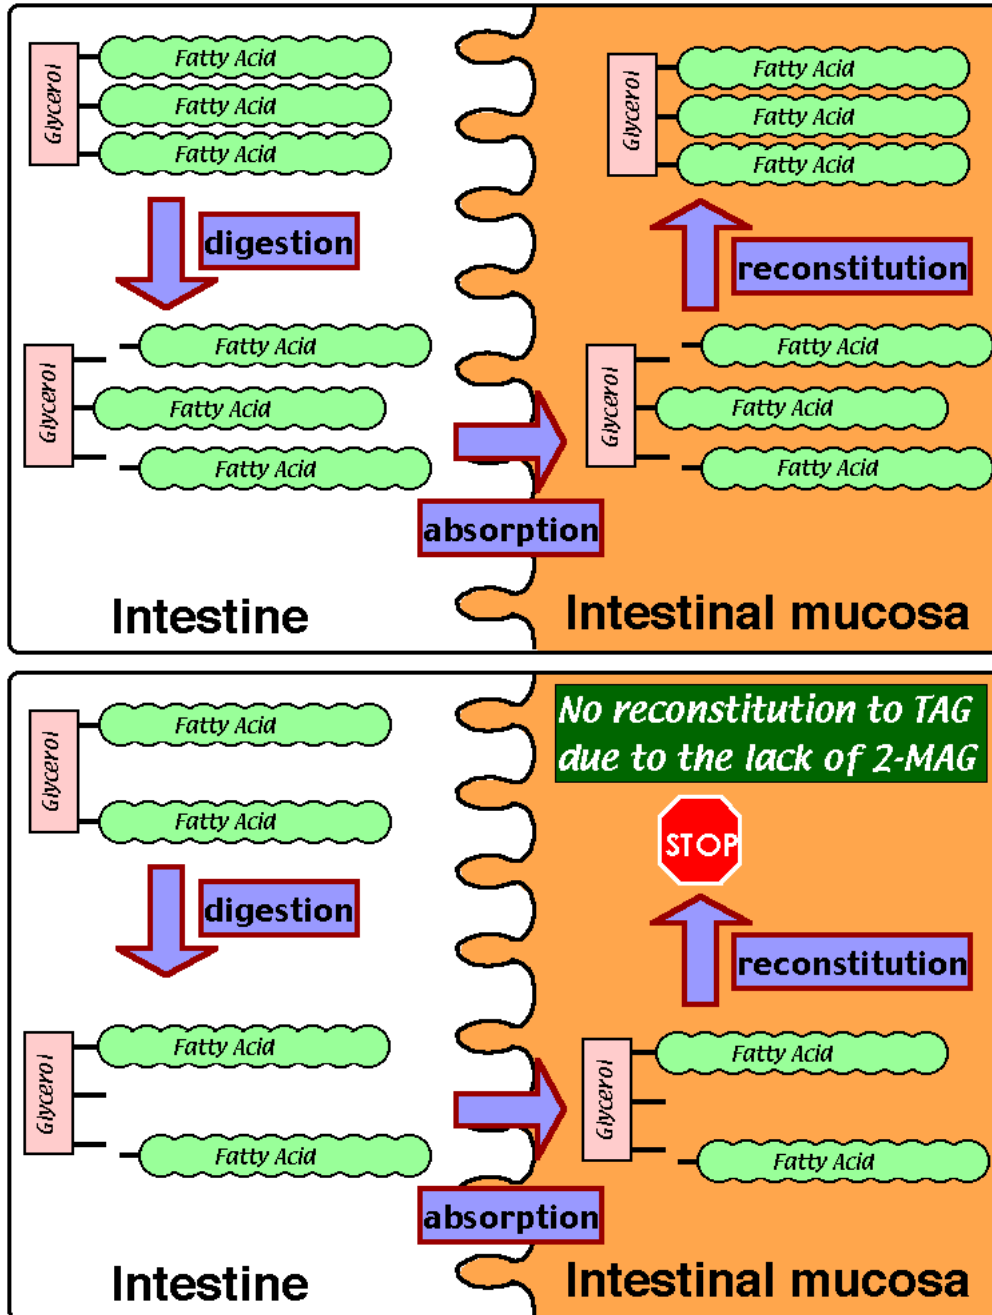 Glycerol
Fatty Acid
Fatty Acid
Fatty Acid
Glycerol
Fatty Acid
Fatty Acid
Fatty Acid
digestion
reconstitution
Glycerol
Fatty Acid
Fatty Acid
Fatty Acid
Glycerol
Fatty Acid
Fatty Acid
Fatty Acid
absorption
Intestine
Intestinal mucosa
Glycerol
Fatty Acid
Fatty Acid
No reconstitution to TAG
due to the lack of 2-MAG
STOP
digestion
reconstitution
Glycerol
Fatty Acid
Fatty Acid
Glycerol
Fatty Acid
Fatty Acid
absorption
Intestine
Intestinal mucosa